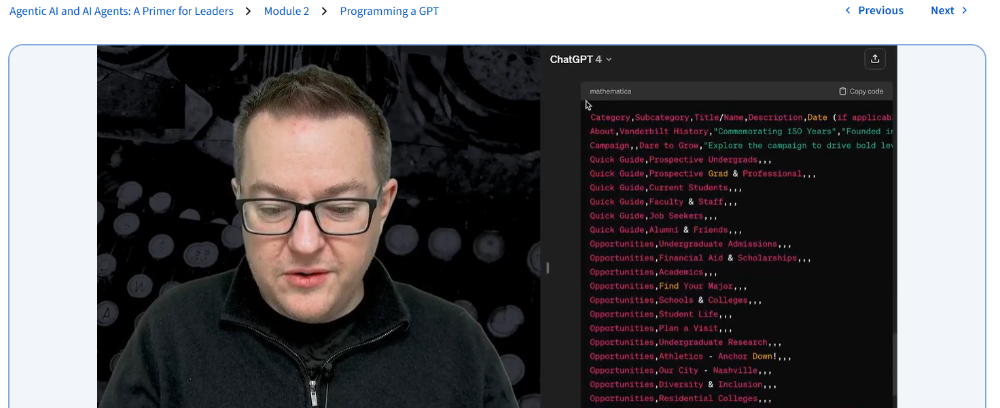 Agentic AI and AI Agents: A Primer for Leaders > Module 2 > Programming a GPT
< Previous Next >
ChatGPT 4
mathematica Copy code
Category,Subcategory,Title/Name,Description,Date (if applicab
About,Vanderbilt History,"Commemorating 150 Years","Founded in
Campaign,,Dare to Grow,"Explore the campaign to drive bold lev
Quick Guide,Prospective Undergrads,,,
Quick Guide,Prospective Grad & Professional,,,
Quick Guide,Current Students,,,
Quick Guide,Faculty & Staff,,,
Quick Guide,Job Seekers,,,
Quick Guide,Alumni & Friends,,,
Opportunities,Undergraduate Admissions,,,
Opportunities,Financial Aid & Scholarships,,,
Opportunities,Academics,,,
Opportunities,Find Your Major,,,
Opportunities,Schools & Colleges,,,
Opportunities,Student Life,,,
Opportunities,Plan a Visit,,,
Opportunities,Undergraduate Research,,,
Opportunities,Athletics - Anchor Down!,,,
Opportunities,Our City - Nashville,,,
Opportunities,Diversity & Inclusion,,,
Opportunities,Residential Colleges,,,
W
A